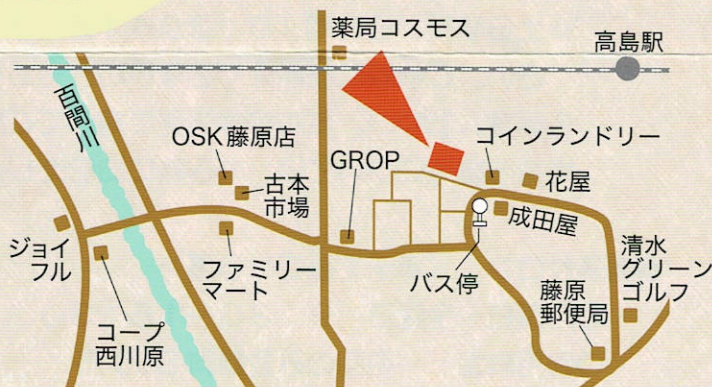 薬局コスモス
高島駅
百間川
OSK藤原店
コインランドリー
GROP
古本
市場
花屋
成田屋
ジョイ
フル
ファミリー
マート
バス停
清水
グリーン
ゴルフ
藤原
郵便局
コープ
西川原